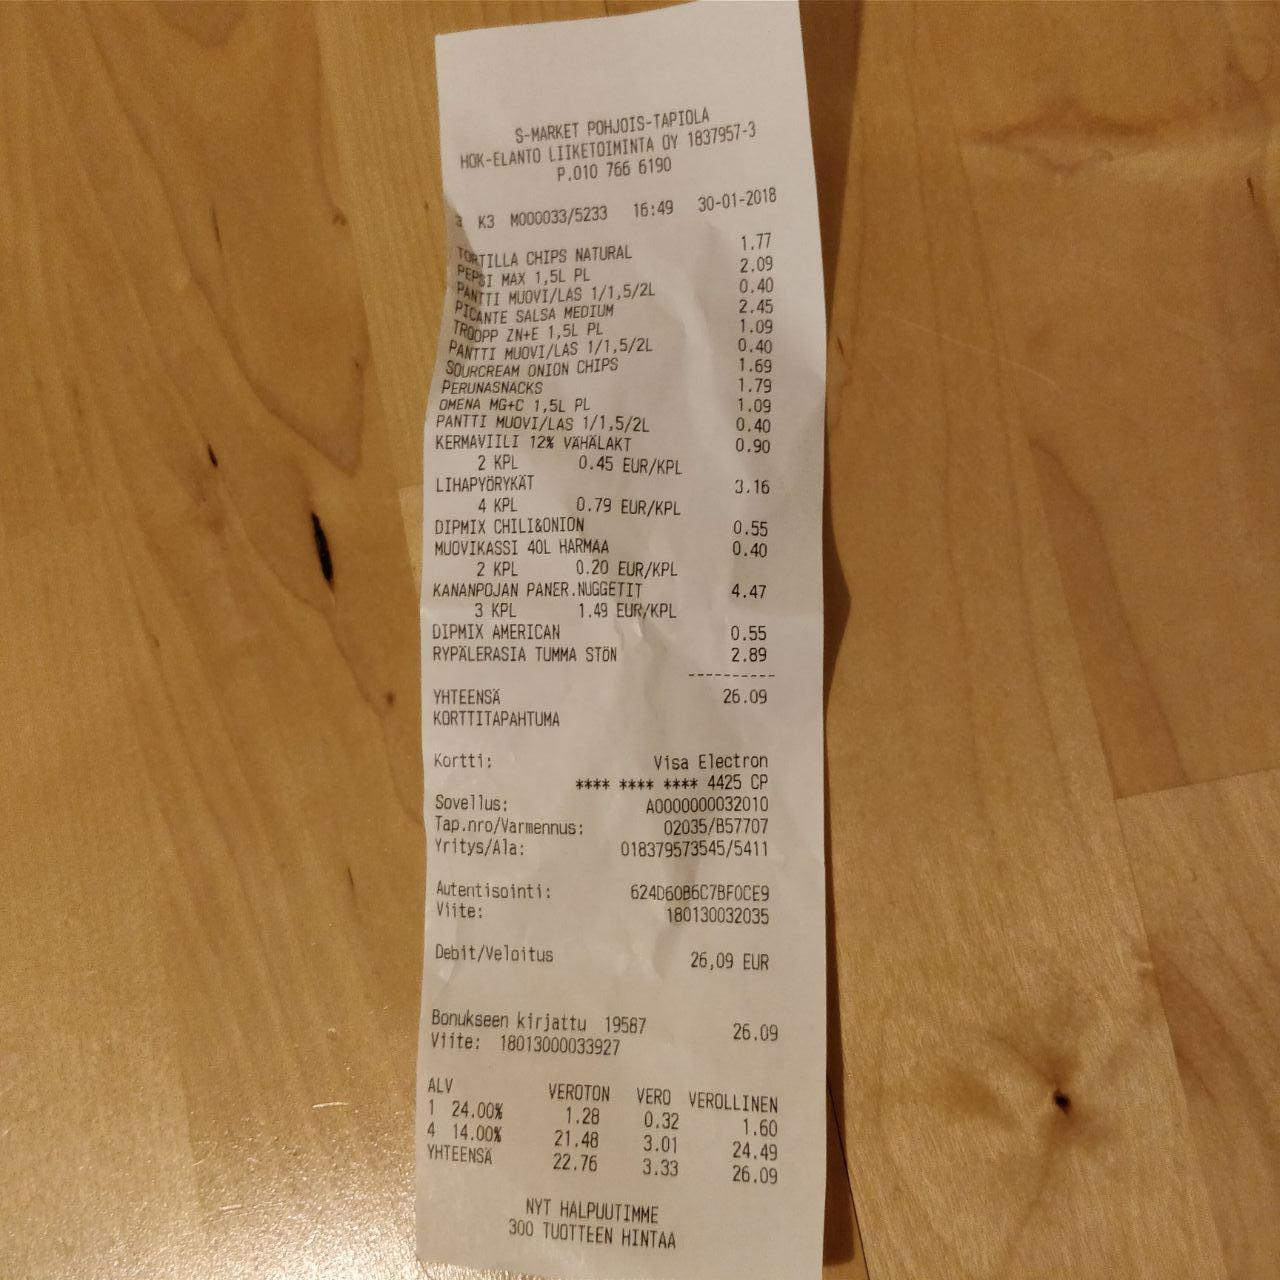 S-MARKET POHJOIS-TAPIOLA
HOK-ELANTO LIIKETOIMINTA OY 1837957-3
P.010 766 6190
3 K3 M000033/5233 16:49 30-01-2018
TORTILLA CHIPS NATURAL 1.77
PEPSI MAX 1,5L PL 2.09
PANTTI MUOVI/LAS 1/1,5/2L 0.40
PICANTE SALSA MEDIUM 2.45
TROOPP ZN+E 1,5L PL 1.09
PANTTI MUOVI/LAS 1/1,5/2L 0.40
SOURCREAM ONION CHIPS 1.69
PERUNASNACKS 1.79
OMENA MG+C 1,5L PL 1.09
PANTTI MUOVI/LAS 1/1,5/2L 0.40
KERMAVIILI 12% VÄHÄLAKT 0.90
2 KPL 0.45 EUR/KPL
LIHAPYÖRYKÄT 3.16
4 KPL 0.79 EUR/KPL
DIPMIX CHILI&ONION 0.55
MUOVIKASSI 40L HARMAA 0.40
2 KPL 0.20 EUR/KPL
KANANPOJAN PANER.NUGGETIT 4.47
3 KPL 1.49 EUR/KPL
DIPMIX AMERICAN 0.55
RYPÄLERASIA TUMMA STÖN 2.89
----------
YHTEENSÄ 26.09
KORTTITAPAHTUMA
Kortti: Visa Electron
**** **** **** 4425 CP
Sovellus: A0000000032010
Tap.nro/Varmennus: 02035/B57707
Yritys/Ala: 018379573545/5411
Autentisointi: 624D60B6C7BF0CE9
Viite: 180130032035
Debit/Veloitus 26,09 EUR
Bonukseen kirjattu 19587 26.09
Viite: 18013000033927
ALV VEROTON VERO VEROLLINEN
1 24.00% 1.28 0.32 1.60
4 14.00% 21.48 3.01 24.49
YHTEENSÄ 22.76 3.33 26.09
NYT HALPUUTIMME
300 TUOTTEEN HINTAA